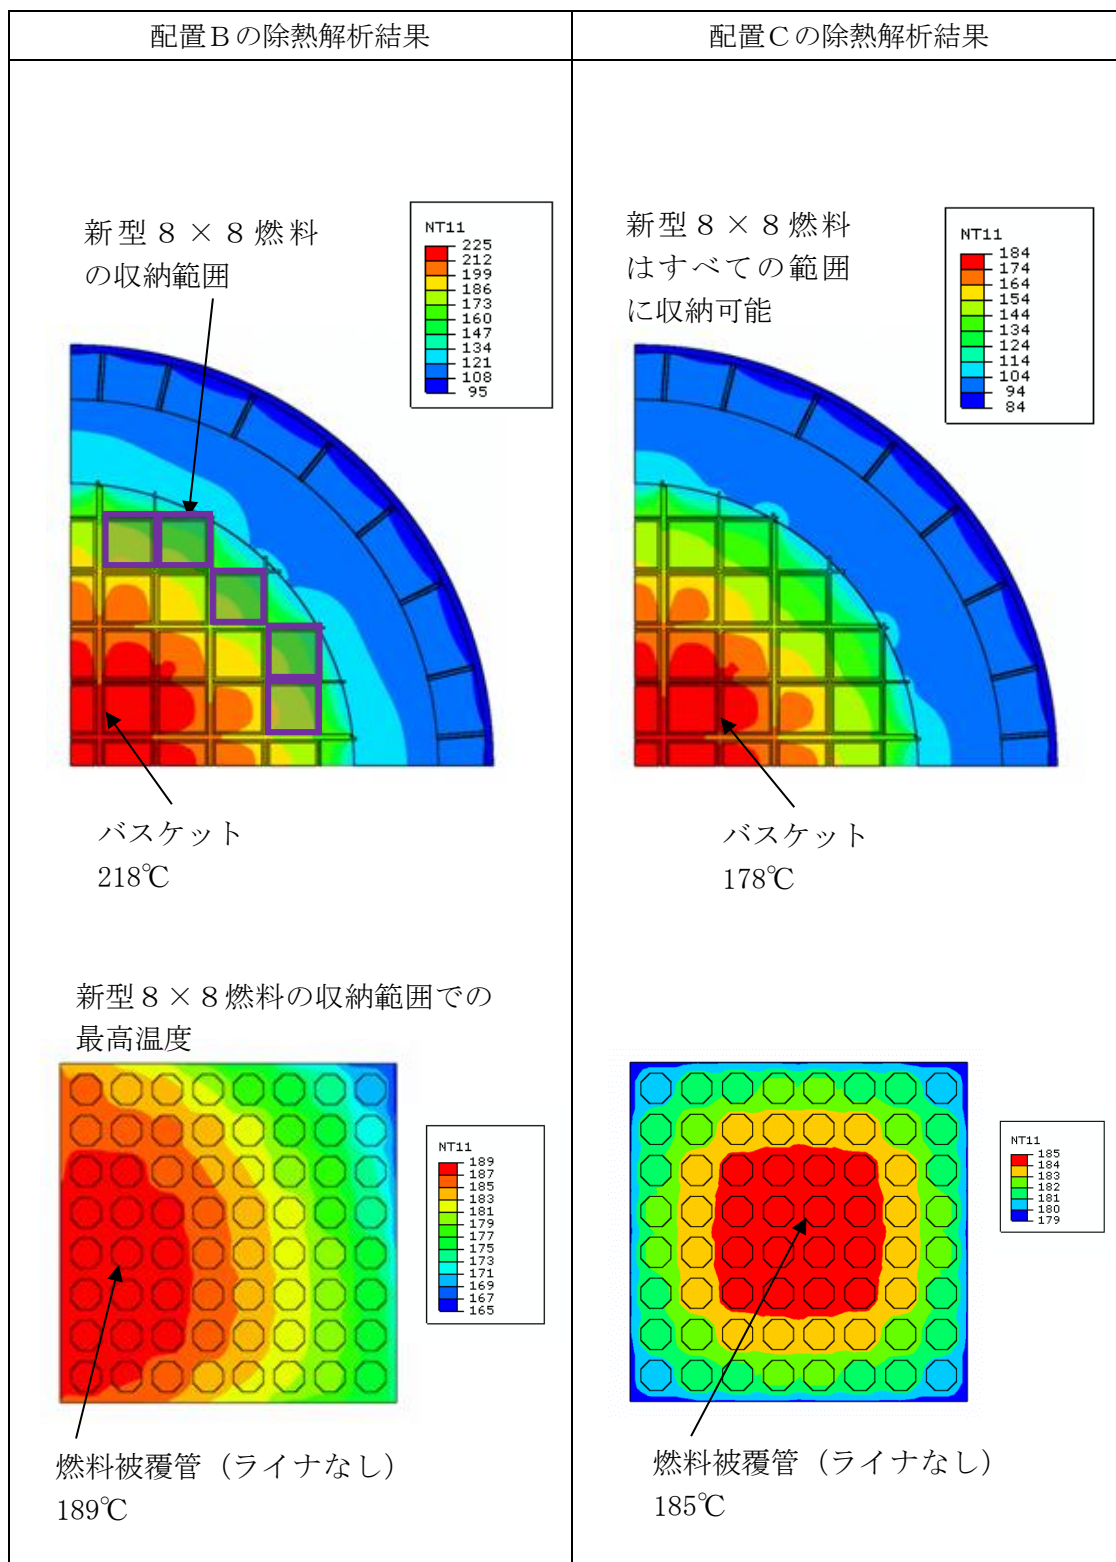 配置Ｂの除熱解析結果
配置Ｃの除熱解析結果
新型８×８燃料
の収納範囲
NT11
225
212
199
186
173
160
147
134
121
108
95
バスケット
218℃
新型８×８燃料
はすべての範囲
に収納可能
NT11
184
174
164
154
144
134
124
114
104
94
84
バスケット
178℃
新型８×８燃料の収納範囲での
最高温度
NT11
189
187
185
183
181
179
177
175
173
171
169
167
165
燃料被覆管（ライナなし）
189℃
NT11
185
184
183
182
181
180
179
燃料被覆管（ライナなし）
185℃